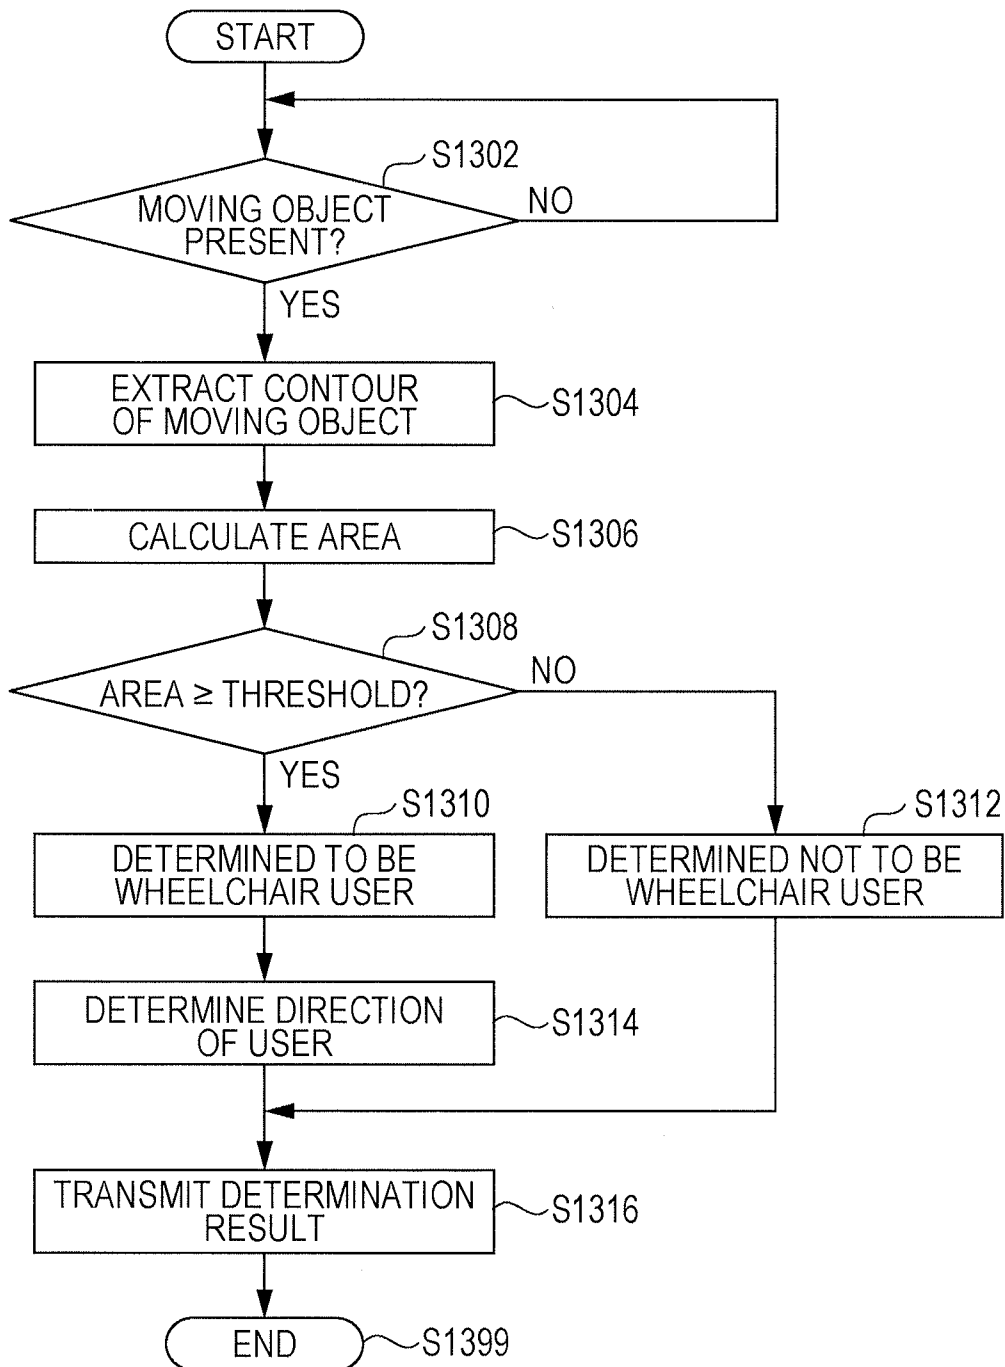 START
S1302
MOVING OBJECT
PRESENT?
NO
YES
EXTRACT CONTOUR
OF MOVING OBJECT
S1304
CALCULATE AREA
S1306
S1308
AREA ≥ THRESHOLD?
NO
YES
S1310
DETERMINED TO BE
WHEELCHAIR USER
S1312
DETERMINED NOT TO BE
WHEELCHAIR USER
DETERMINE DIRECTION
OF USER
S1314
TRANSMIT DETERMINATION
RESULT
S1316
END
S1399